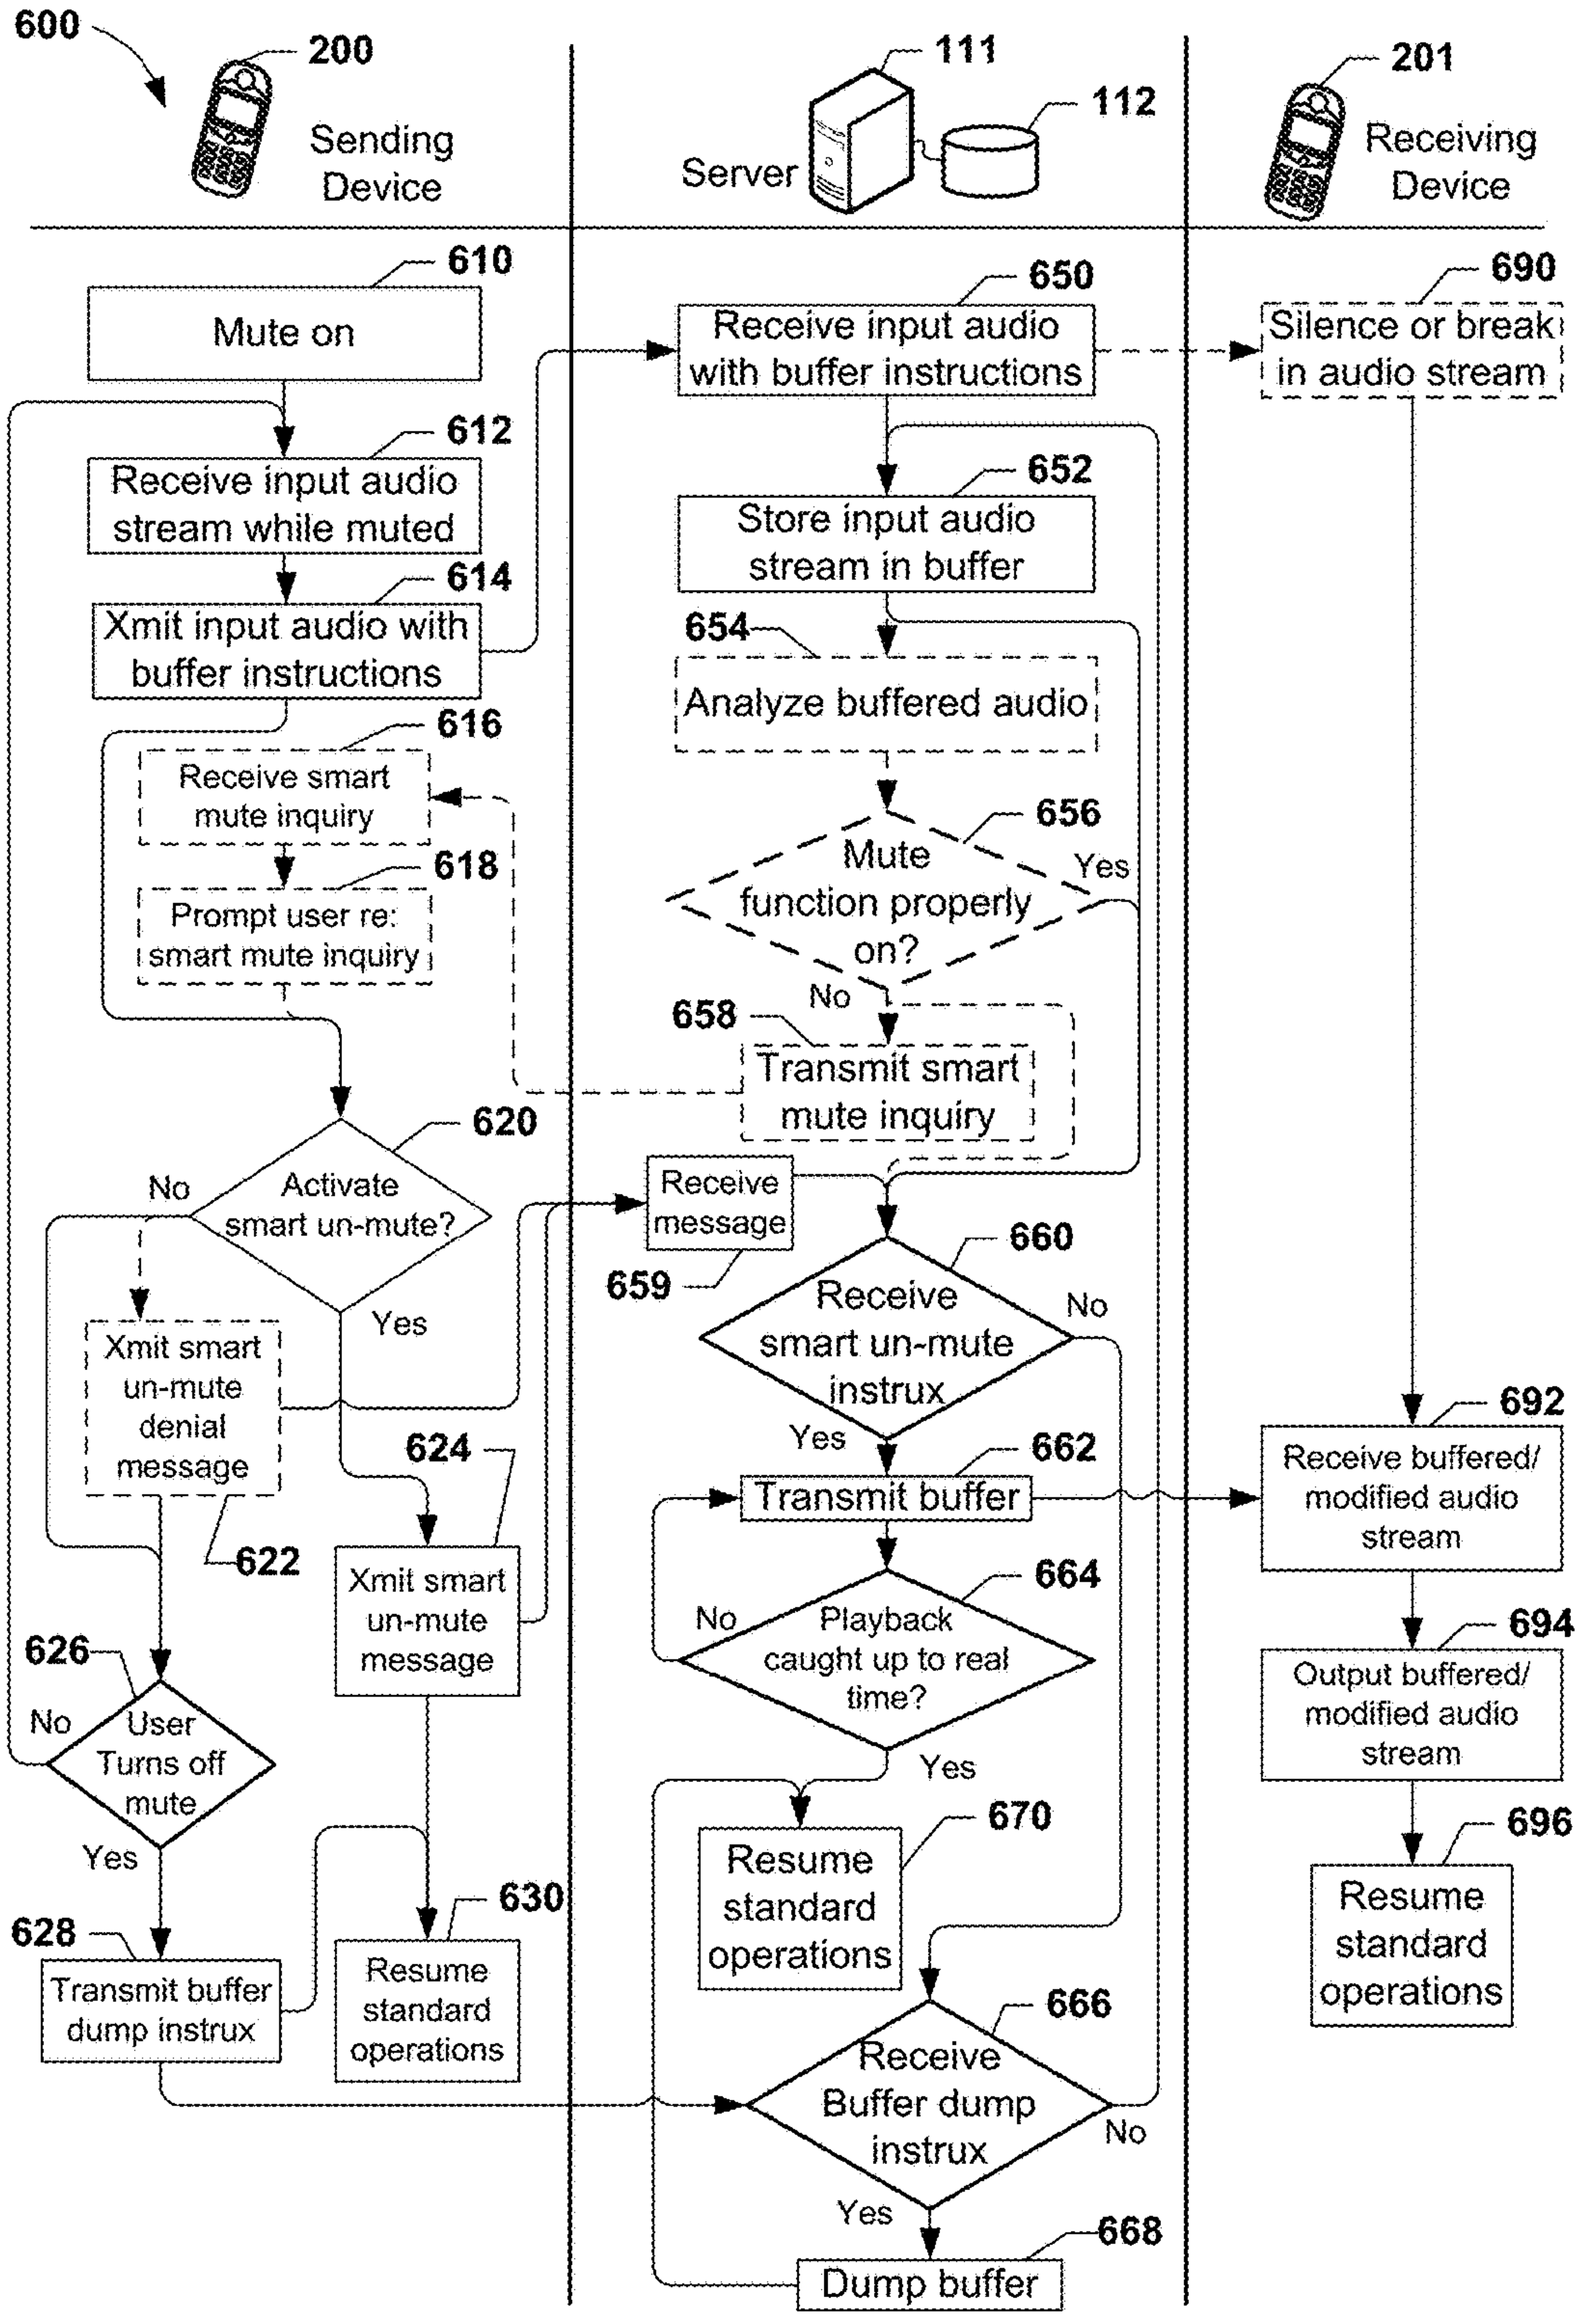 600
200
Sending
Device
111
112
Server
201
Receiving
Device
610
Mute on
612
Receive input audio
stream while muted
614
Xmit input audio with
buffer instructions
616
Receive smart
mute inquiry
618
Prompt user re:
smart mute inquiry
620
Activate
smart un-mute?
No
Yes
Xmit smart
un-mute
denial
message
622
624
Xmit smart
un-mute
message
626
User
Turns off
mute
No
Yes
628
Transmit buffer
dump instrux
630
Resume
standard
operations
650
Receive input audio
with buffer instructions
652
Store input audio
stream in buffer
654
Analyze buffered audio
656
Mute
function properly
on?
Yes
No
658
Transmit smart
mute inquiry
Receive
message
659
660
Receive
smart un-mute
instrux
No
Yes
662
Transmit buffer
664
Playback
caught up to real
time?
No
Yes
670
Resume
standard
operations
666
Receive
Buffer dump
instrux
No
Yes
668
Dump buffer
690
Silence or break
in audio stream
692
Receive buffered/
modified audio
stream
694
Output buffered/
modified audio
stream
696
Resume
standard
operations